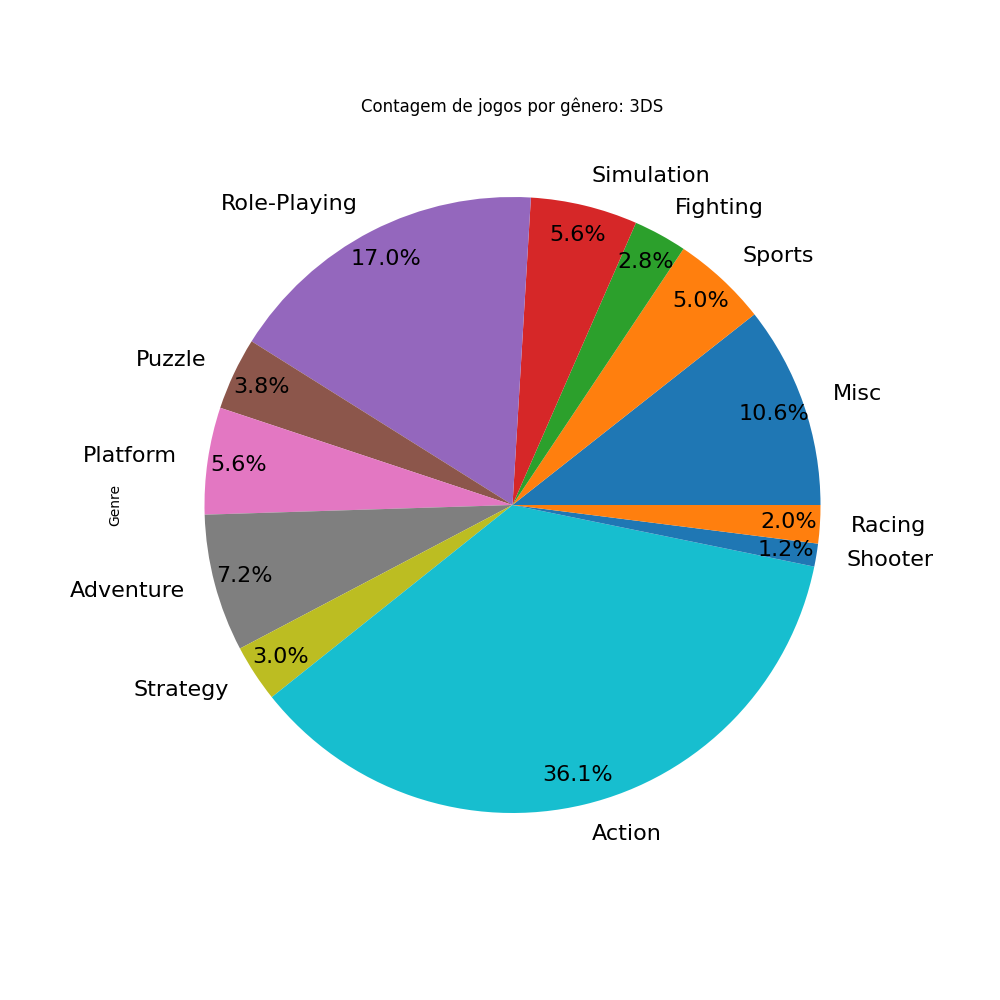 Contagem de jogos por gênero: 3DS
Simulation
Role-Playing
Fighting
5.6%
Sports
17.0%
2.8%
5.0%
Puzzle
3.8%
Misc
10.6%
Platform
5.6%
Genre
2.0%
Racing
1.2%
Shooter
7.2%
Adventure
3.0%
Strategy
36.1%
Action